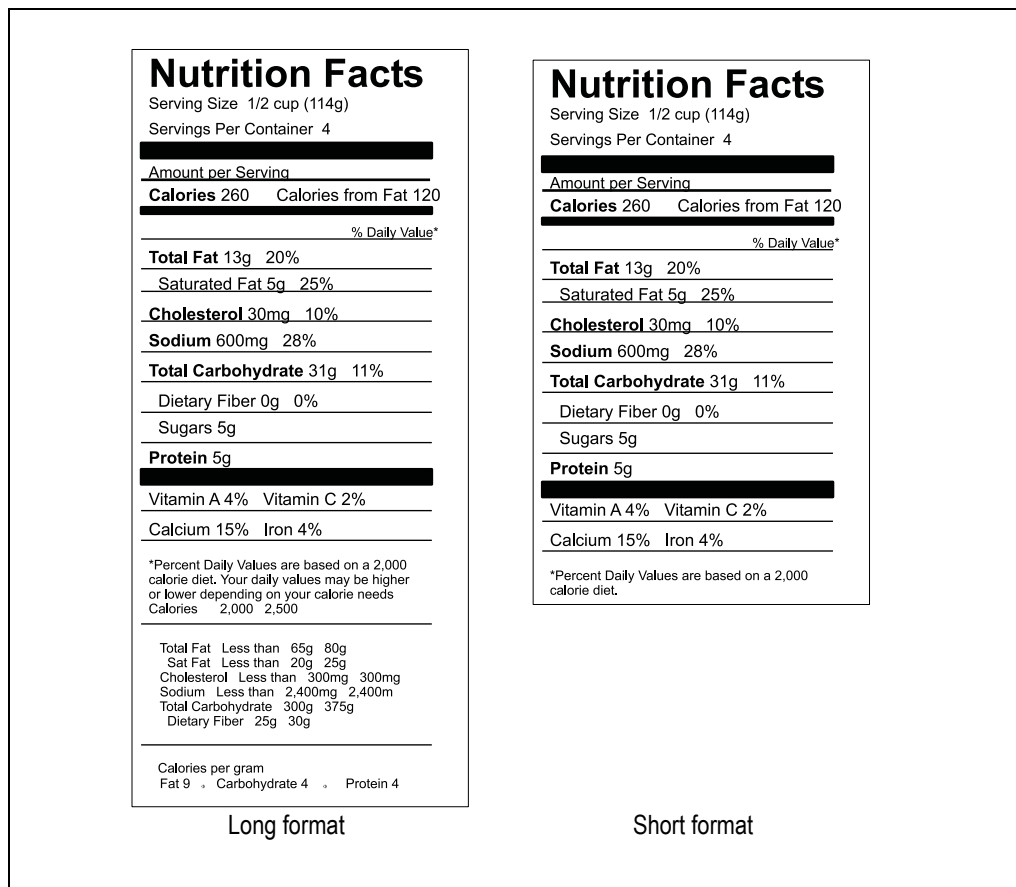 Nutrition Facts
Serving Size 1/2 cup (114g)
Servings Per Container 4
Amount per Serving
Calories 260 Calories from Fat 120
% Daily Value*
Total Fat 13g 20%
Saturated Fat 5g 25%
Cholesterol 30mg 10%
Sodium 600mg 28%
Total Carbohydrate 31g 11%
Dietary Fiber 0g 0%
Sugars 5g
Protein 5g
Vitamin A 4% Vitamin C 2%
Calcium 15% Iron 4%
*Percent Daily Values are based on a 2,000
calorie diet. Your daily values may be higher
or lower depending on your calorie needs
Calories 2,000 2,500
Total Fat Less than 65g 80g
Sat Fat Less than 20g 25g
Cholesterol Less than 300mg 300mg
Sodium Less than 2,400mg 2,400m
Total Carbohydrate 300g 375g
Dietary Fiber 25g 30g
Calories per gram
Fat 9 Carbohydrate 4 Protein 4
Long format
Nutrition Facts
Serving Size 1/2 cup (114g)
Servings Per Container 4
Amount per Serving
Calories 260 Calories from Fat 120
% Daily Value*
Total Fat 13g 20%
Saturated Fat 5g 25%
Cholesterol 30mg 10%
Sodium 600mg 28%
Total Carbohydrate 31g 11%
Dietary Fiber 0g 0%
Sugars 5g
Protein 5g
Vitamin A 4% Vitamin C 2%
Calcium 15% Iron 4%
*Percent Daily Values are based on a 2,000
calorie diet.
Short format